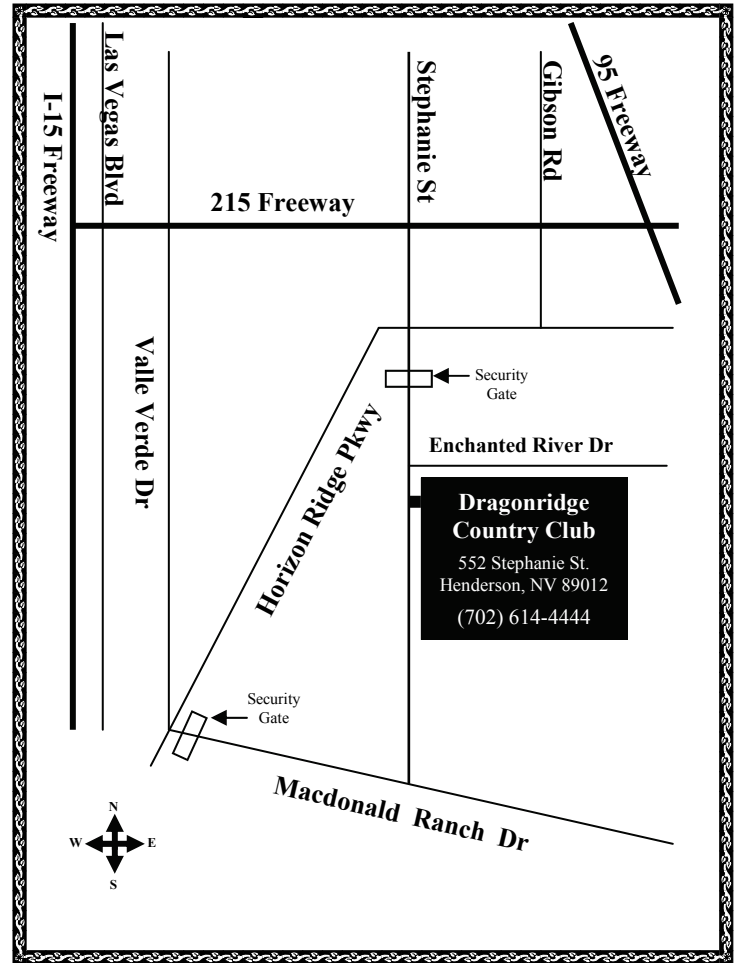 I-15 Freeway
Las Vegas Blvd
Stephanie St
Gibson Rd
95 Freeway
215 Freeway
Valle Verde Dr
Horizon Ridge Pkwy
Security
Gate
Enchanted River Dr
Dragonridge
Country Club
552 Stephanie St.
Henderson, NV 89012
(702) 614-4444
Security
Gate
Macdonald Ranch Dr
N
W
E
S